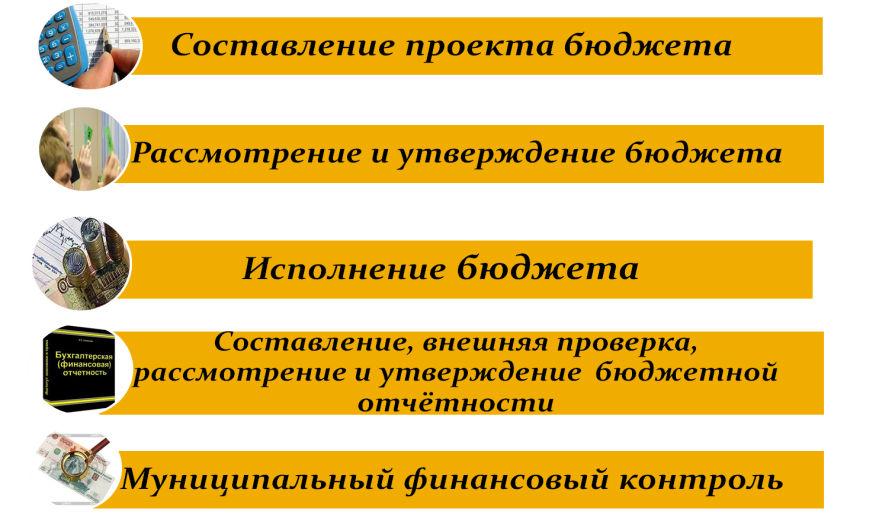 Составление проекта бюджета
Рассмотрение и утверждение бюджета
Исполнение бюджета
Бухгалтерская
(финансовая)
отчетность
Составление, внешняя проверка,
рассмотрение и утверждение бюджетной
отчётности
Муниципальный финансовый контроль